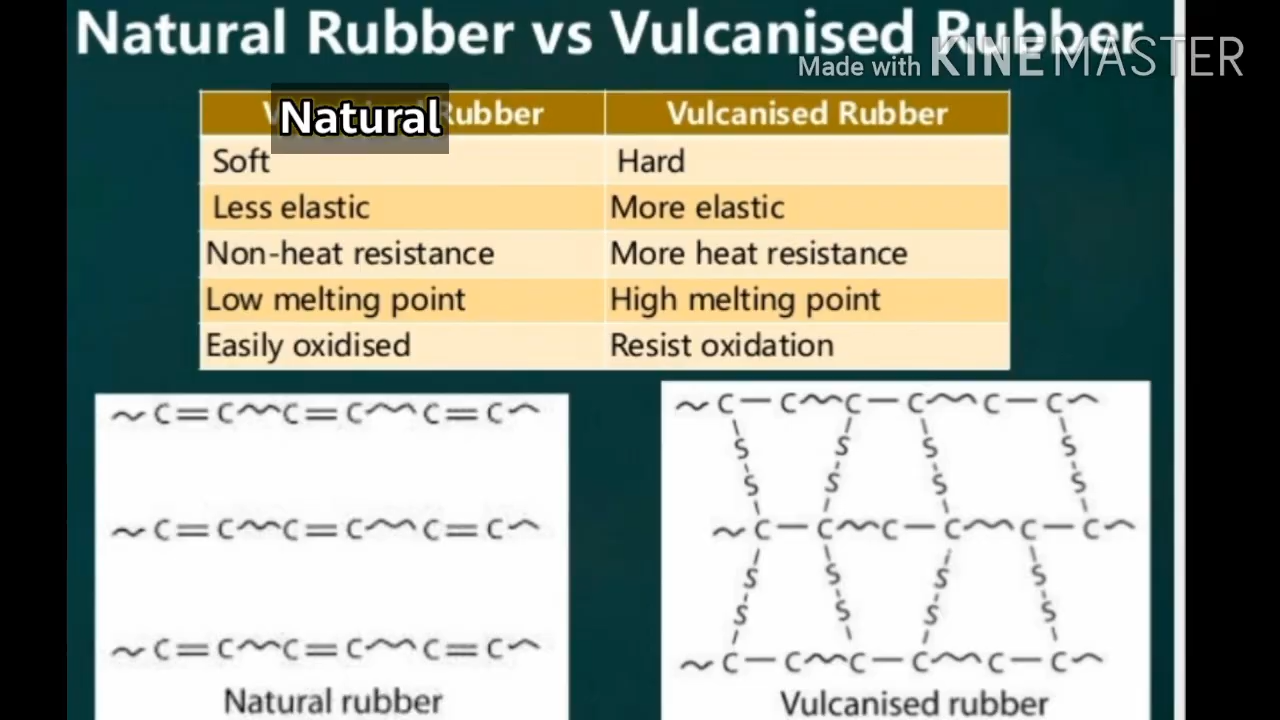 Natural Rubber vs Vulcanised Rubber
Made with KINEMASTER
Natural Rubber Vulcanised Rubber
Soft Hard
Less elastic More elastic
Non-heat resistance More heat resistance
Low melting point High melting point
Easily oxidised Resist oxidation
~C=C~C=C~C=C~ ~C-C~C-C~C-C~
S S S S
S S S S
~C=C~C=C~C=C~ ~C-C~C-C~C-C~
S S S S
S S S S
~C=C~C=C~C=C~ ~C-C~C-C~C-C~
Natural rubber Vulcanised rubber